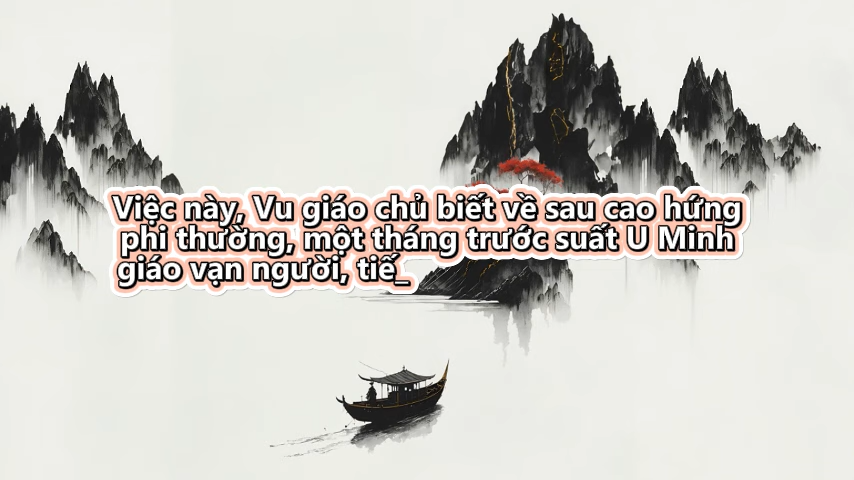 Việc này, Vu giáo chủ biết về sau cao hứng
phi thường, một tháng trước suất U Minh
giáo vạn người, tiế_